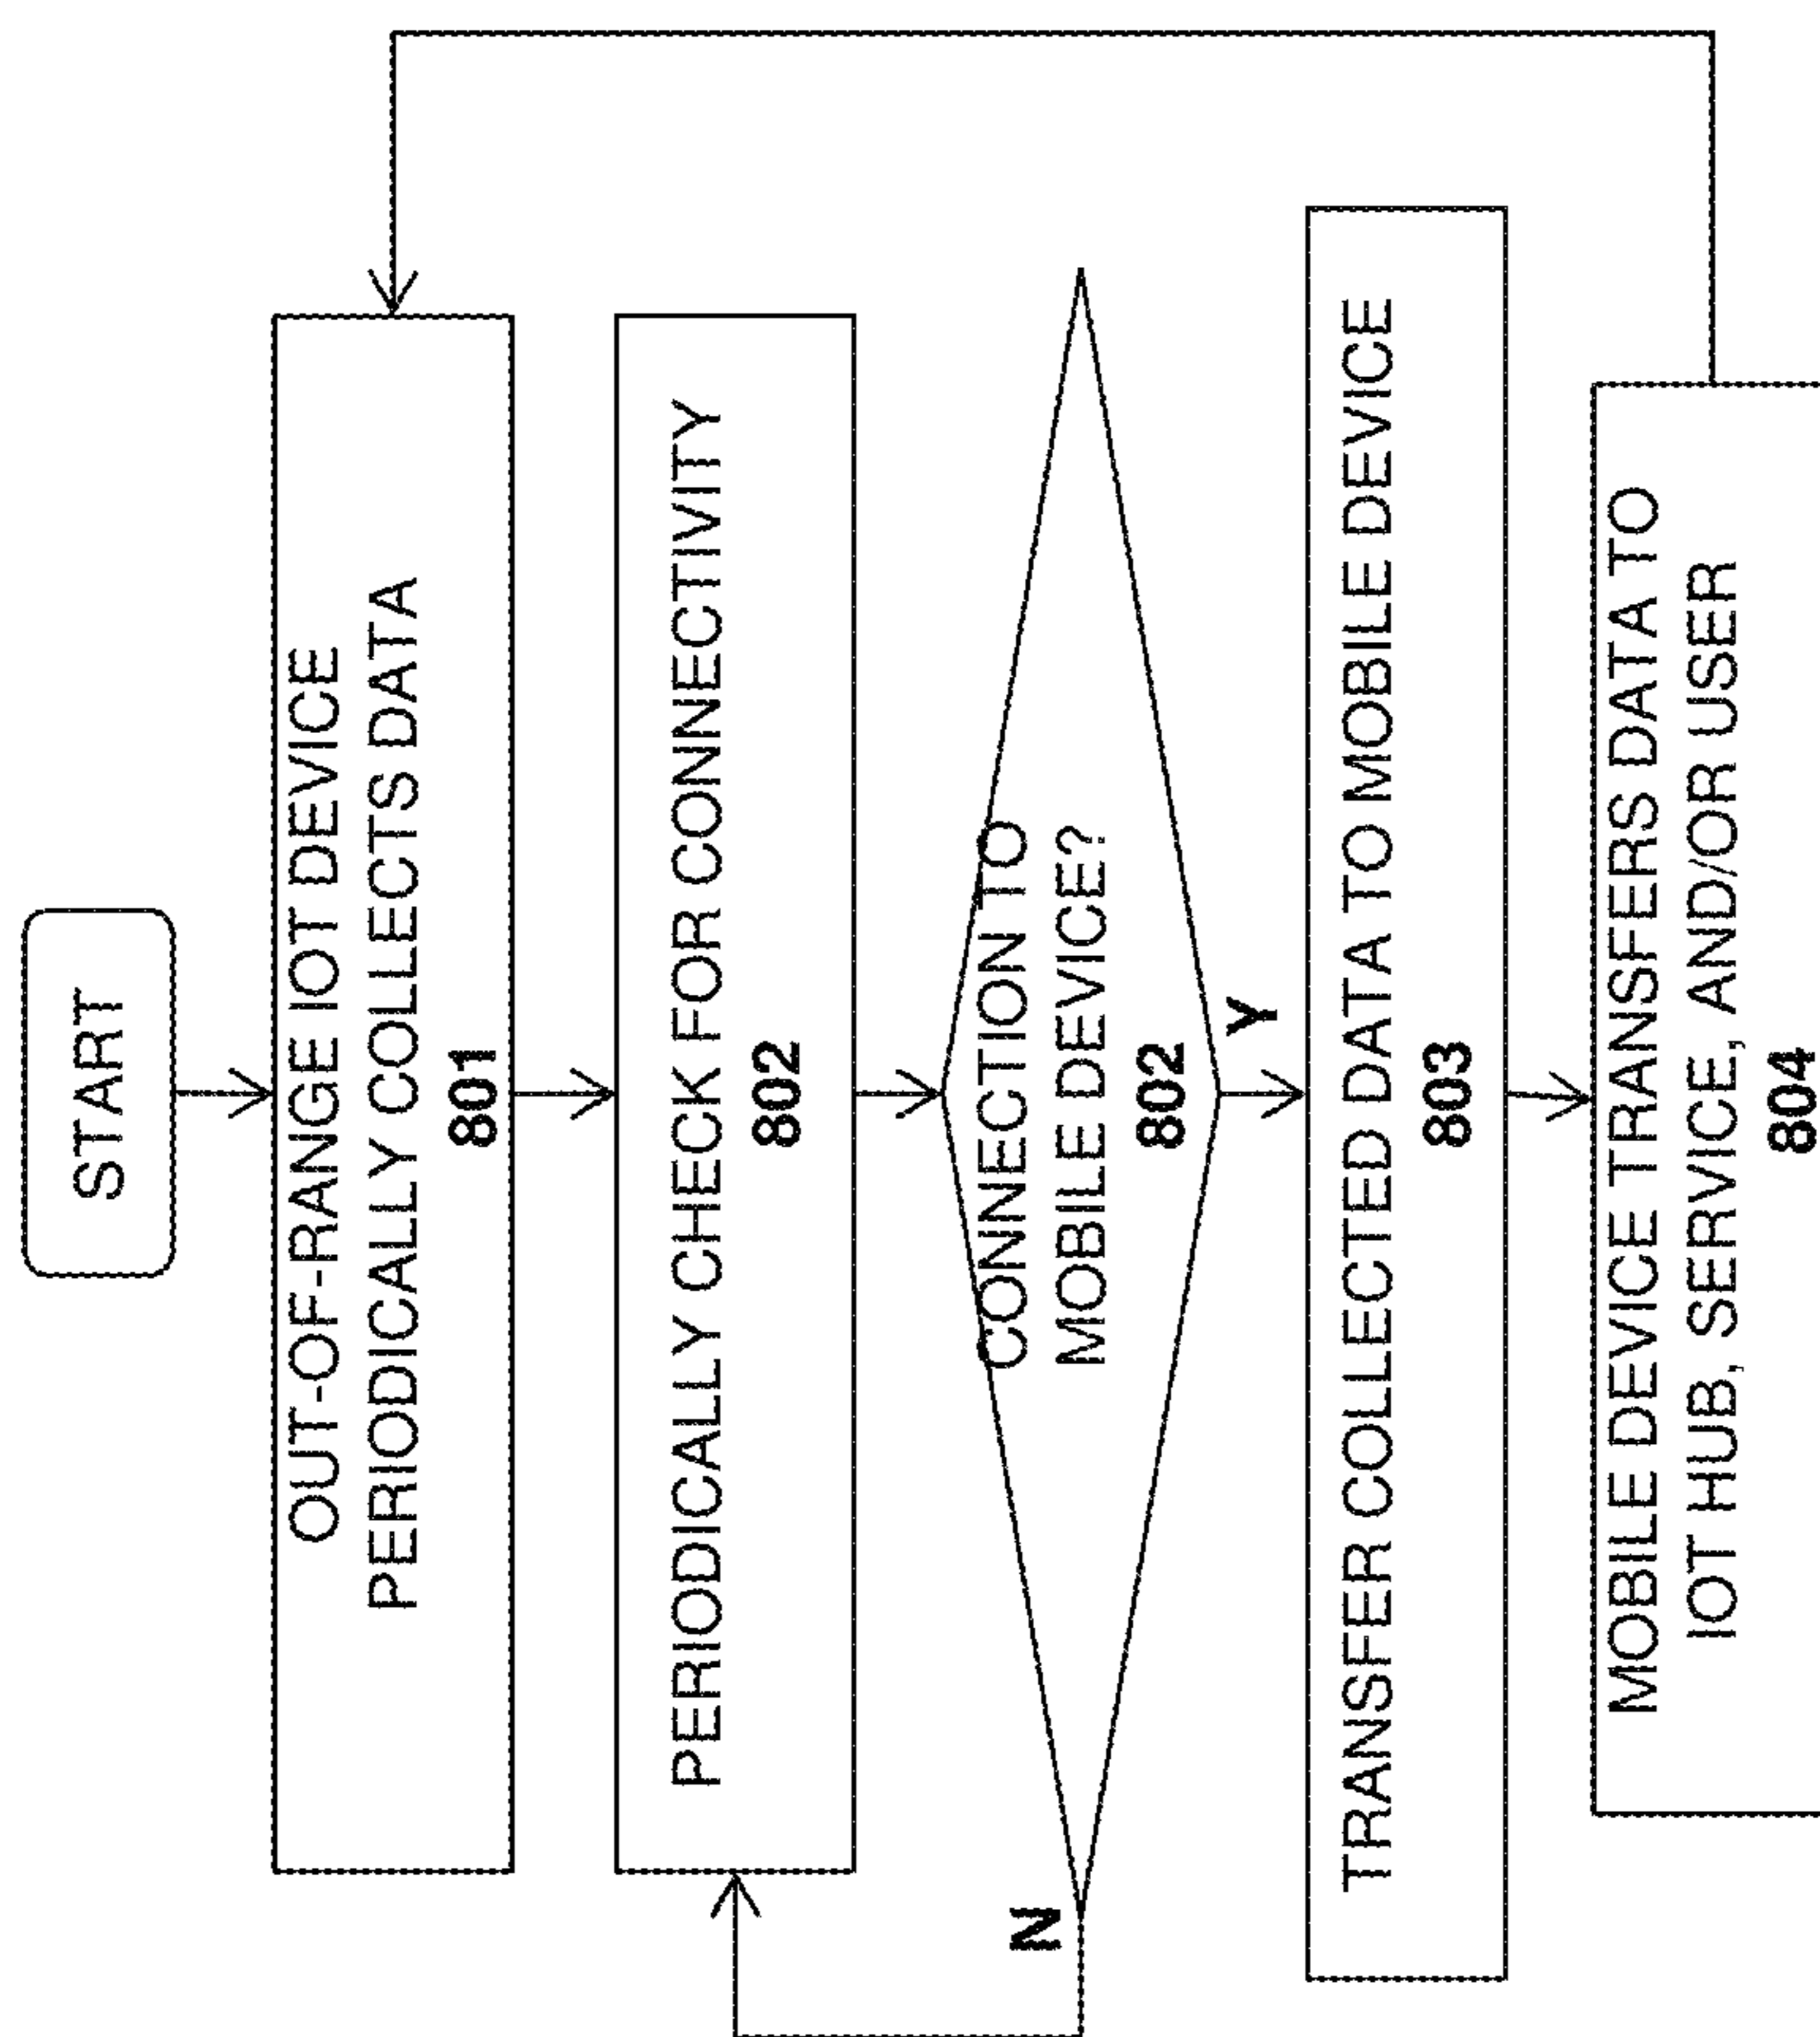 START
OUT-OF-RANGE IOT DEVICE
PERIODICALLY COLLECTS DATA
801
PERIODICALLY CHECK FOR CONNECTIVITY
802
CONNECTION TO
MOBILE DEVICE?
802
N
Y
TRANSFER COLLECTED DATA TO MOBILE DEVICE
803
MOBILE DEVICE TRANSFERS DATA TO
IOT HUB, SERVICE, AND/OR USER
804